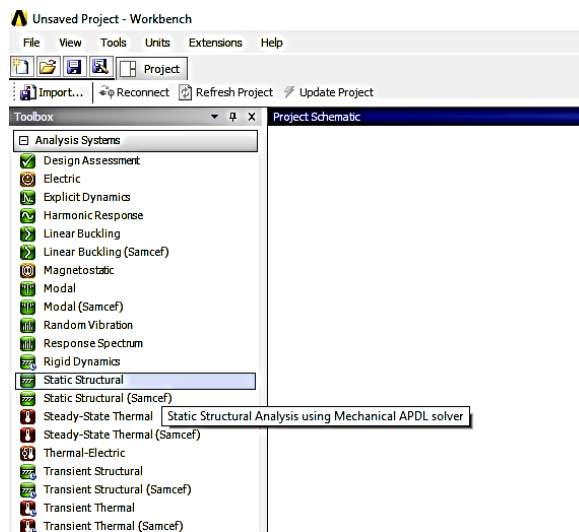 Unsaved Project - Workbench
File View Tools Units Extensions Help
Project
Import... Reconnect Refresh Project Update Project
Toolbox
Project Schematic
Analysis Systems
Design Assessment
Electric
Explicit Dynamics
Harmonic Response
Linear Buckling
Linear Buckling (Samcef)
Magnetostatic
Modal
Modal (Samcef)
Random Vibration
Response Spectrum
Rigid Dynamics
Static Structural
Static Structural (Samcef)
Steady-State Thermal
Static Structural Analysis using Mechanical APDL solver
Steady-State Thermal (Samcef)
Thermal-Electric
Transient Structural
Transient Structural (Samcef)
Transient Thermal
Transient Thermal (Samcef)